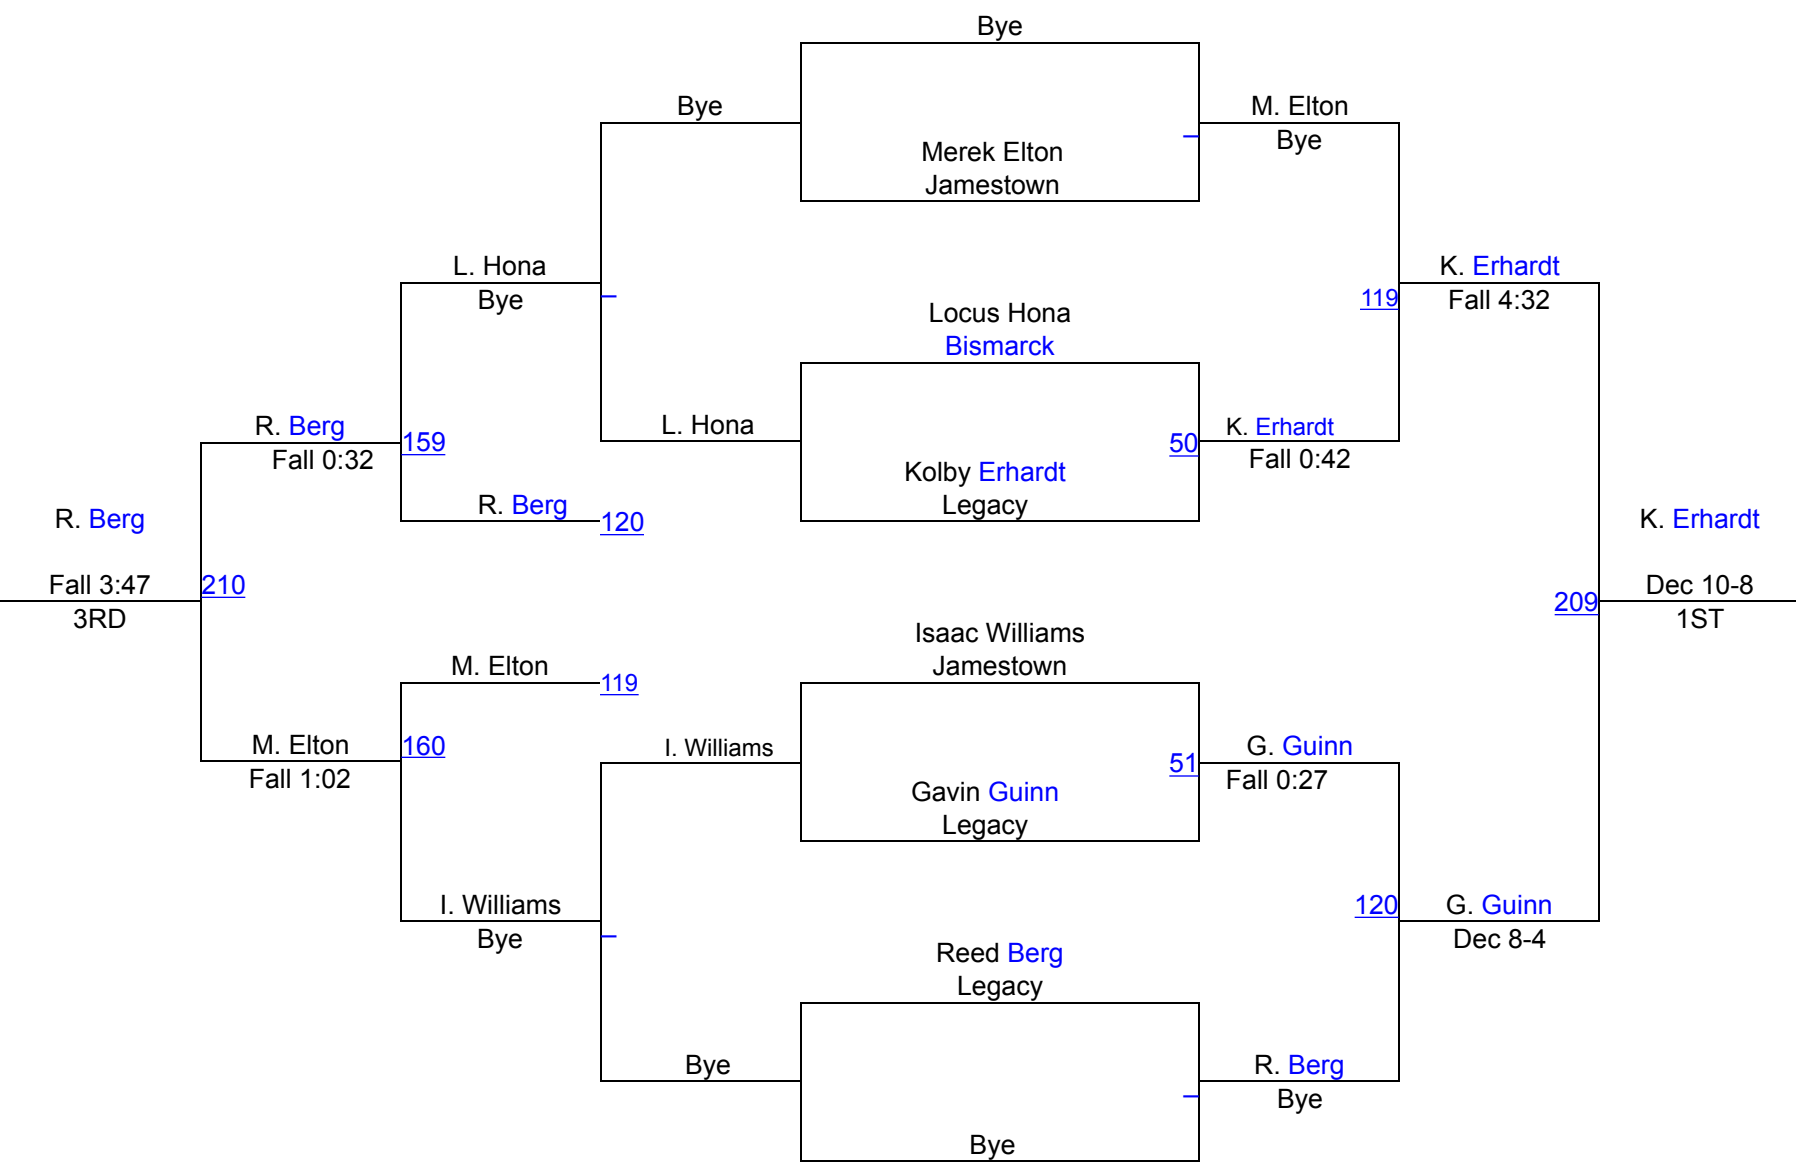 Bye
Bye
M. Elton
Bye
Merek Elton
Jamestown
L. Hona
Bye
K. Erhardt
Fall 4:32
119
Locus Hona
Bismarck
R. Berg
Fall 0:32
159
L. Hona
50
K. Erhardt
Fall 0:42
Kolby Erhardt
Legacy
R. Berg
120
R. Berg
Fall 3:47
3RD
210
K. Erhardt
Dec 10-8
1ST
209
Isaac Williams
Jamestown
M. Elton
119
M. Elton
Fall 1:02
160
I. Williams
51
G. Guinn
Fall 0:27
Gavin Guinn
Legacy
I. Williams
Bye
120
G. Guinn
Dec 8-4
Reed Berg
Legacy
Bye
R. Berg
Bye
Bye